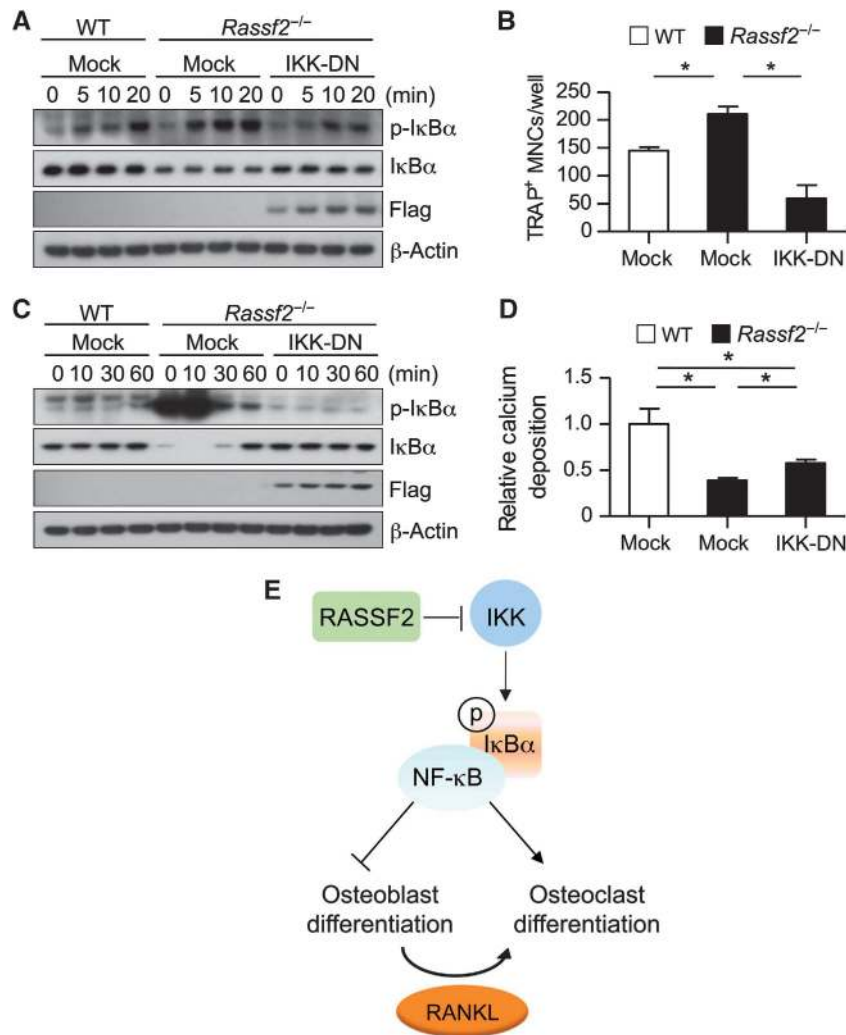 A
WT Rassf2⁻/⁻
Mock Mock IKK-DN
0 5 10 20 0 5 10 20 0 5 10 20 (min)
p-IκBα
IκBα
Flag
β-Actin
B
WT Rassf2⁻/⁻
* *
TRAP⁺ MNCs/well
250
200
150
100
50
0
Mock Mock IKK-DN
C
WT Rassf2⁻/⁻
Mock Mock IKK-DN
0 10 30 60 0 10 30 60 0 10 30 60 (min)
p-IκBα
IκBα
Flag
β-Actin
D
WT Rassf2⁻/⁻
*
* *
Relative calcium
deposition
1.5
1.0
0.5
0
Mock Mock IKK-DN
E
RASSF2 IKK
p
IκBα
NF-κB
Osteoblast Osteoclast
differentiation differentiation
RANKL